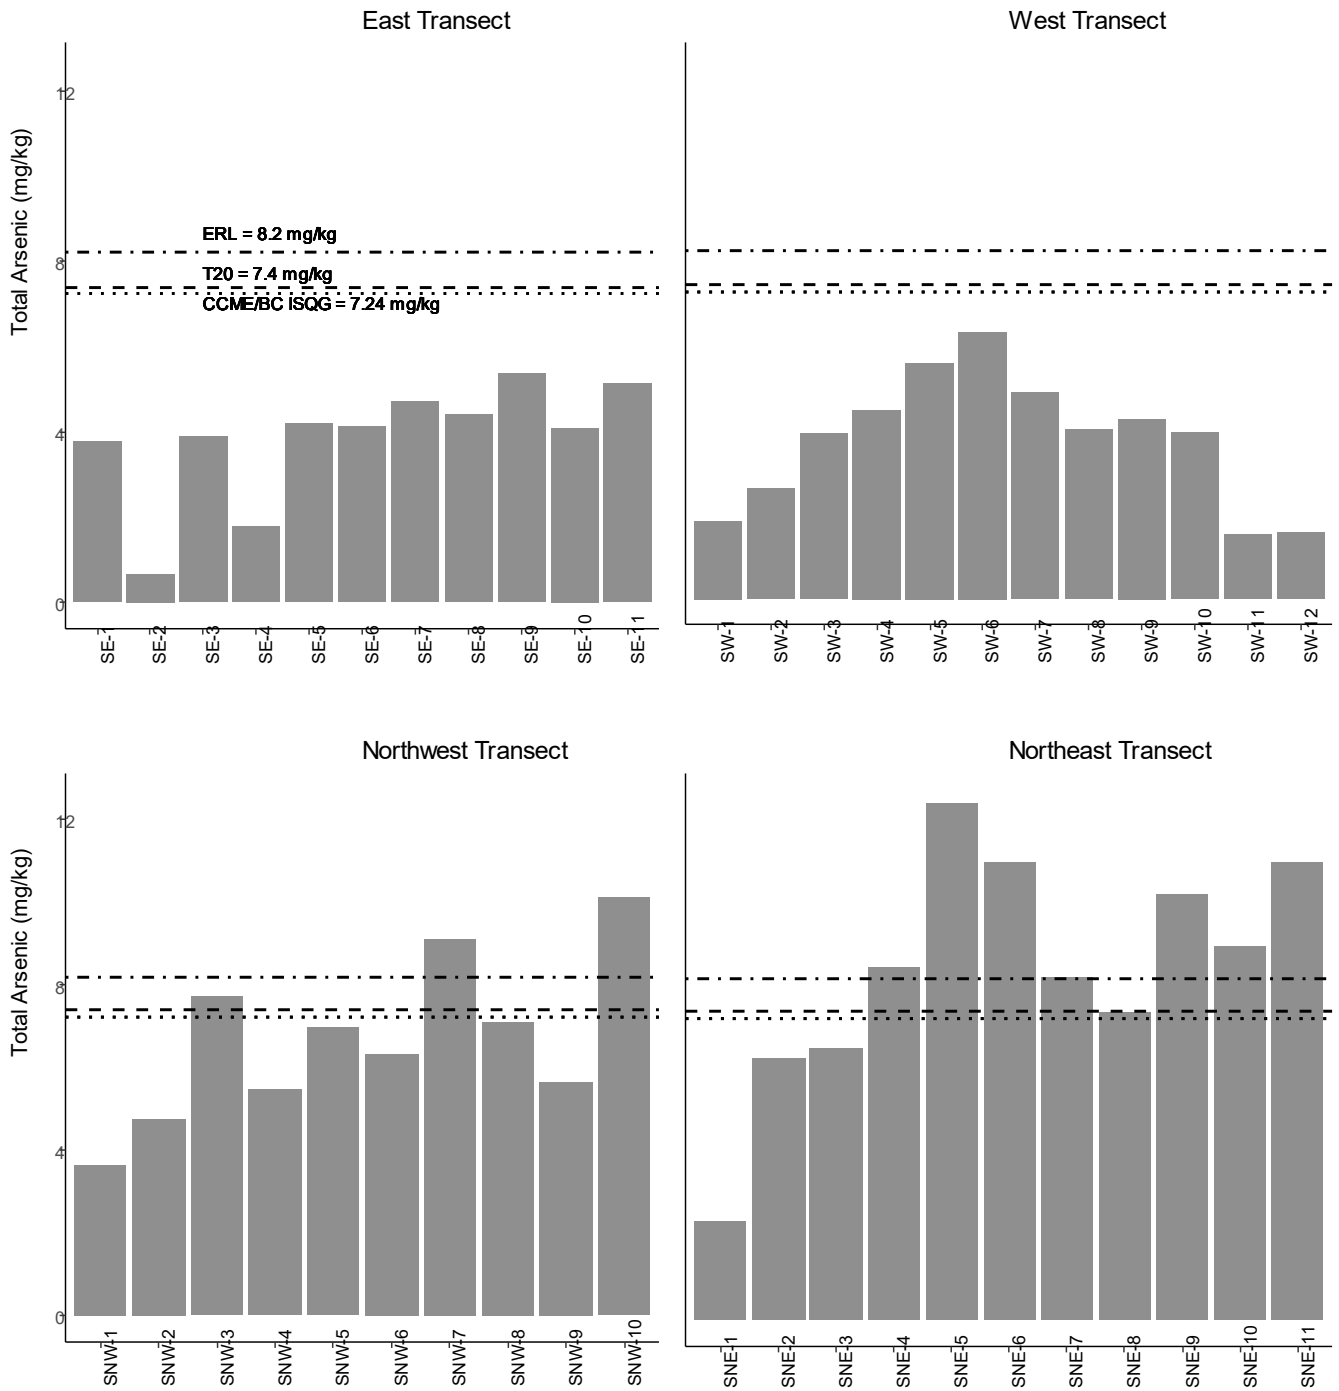 East Transect
West Transect
Total Arsenic (mg/kg)
12
8
4
0
ERL = 8.2 mg/kg
T20 = 7.4 mg/kg
CCME/BC ISQG = 7.24 mg/kg
SE-1 SE-2 SE-3 SE-4 SE-5 SE-6 SE-7 SE-8 SE-9 SE-10 SE-11
SW-1 SW-2 SW-3 SW-4 SW-5 SW-6 SW-7 SW-8 SW-9 SW-10 SW-11 SW-12
Northwest Transect
Northeast Transect
Total Arsenic (mg/kg)
12
8
4
0
SNW-1 SNW-2 SNW-3 SNW-4 SNW-5 SNW-6 SNW-7 SNW-8 SNW-9 SNW-10
SNE-1 SNE-2 SNE-3 SNE-4 SNE-5 SNE-6 SNE-7 SNE-8 SNE-9 SNE-10 SNE-11